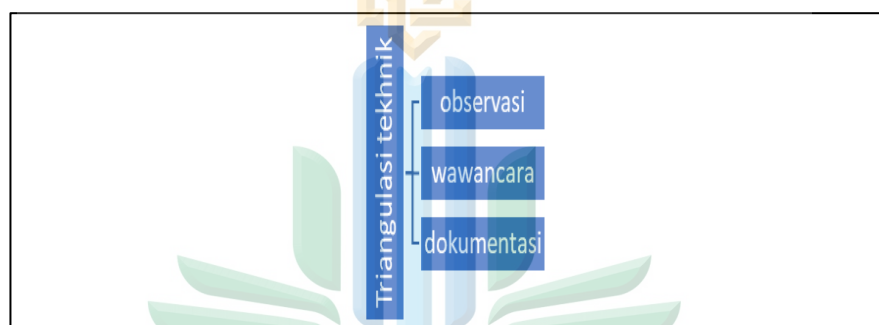 Triangulasi tekhnik
observasi
wawancara
dokumentasi